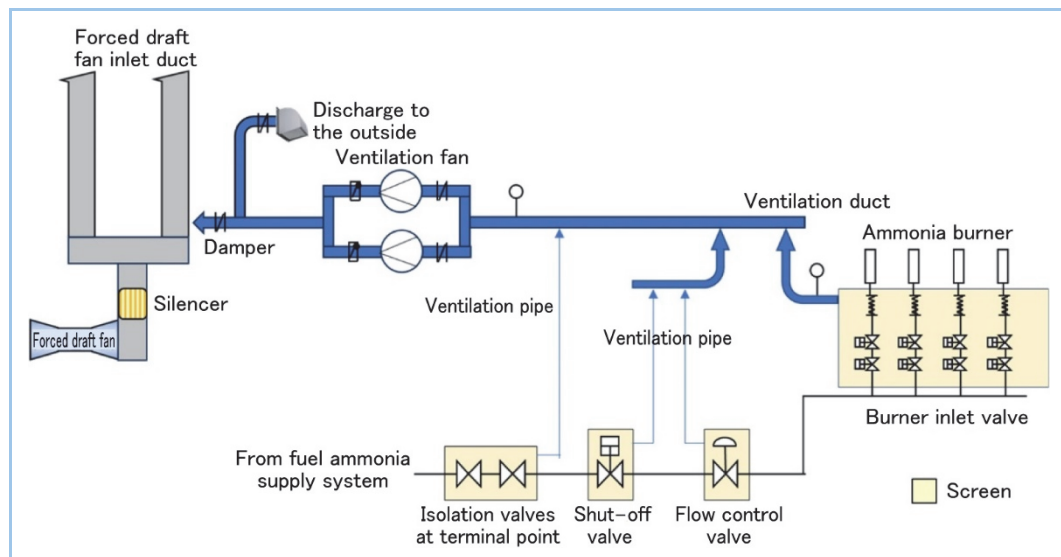 Forced draft
fan inlet duct
Discharge to
the outside
Ventilation fan
Ventilation duct
Ammonia burner
Damper
Silencer
Forced draft fan
Ventilation pipe
Ventilation pipe
Burner inlet valve
From fuel ammonia
supply system
Isolation valves
at terminal point
Shut-off
valve
Flow control
valve
Screen